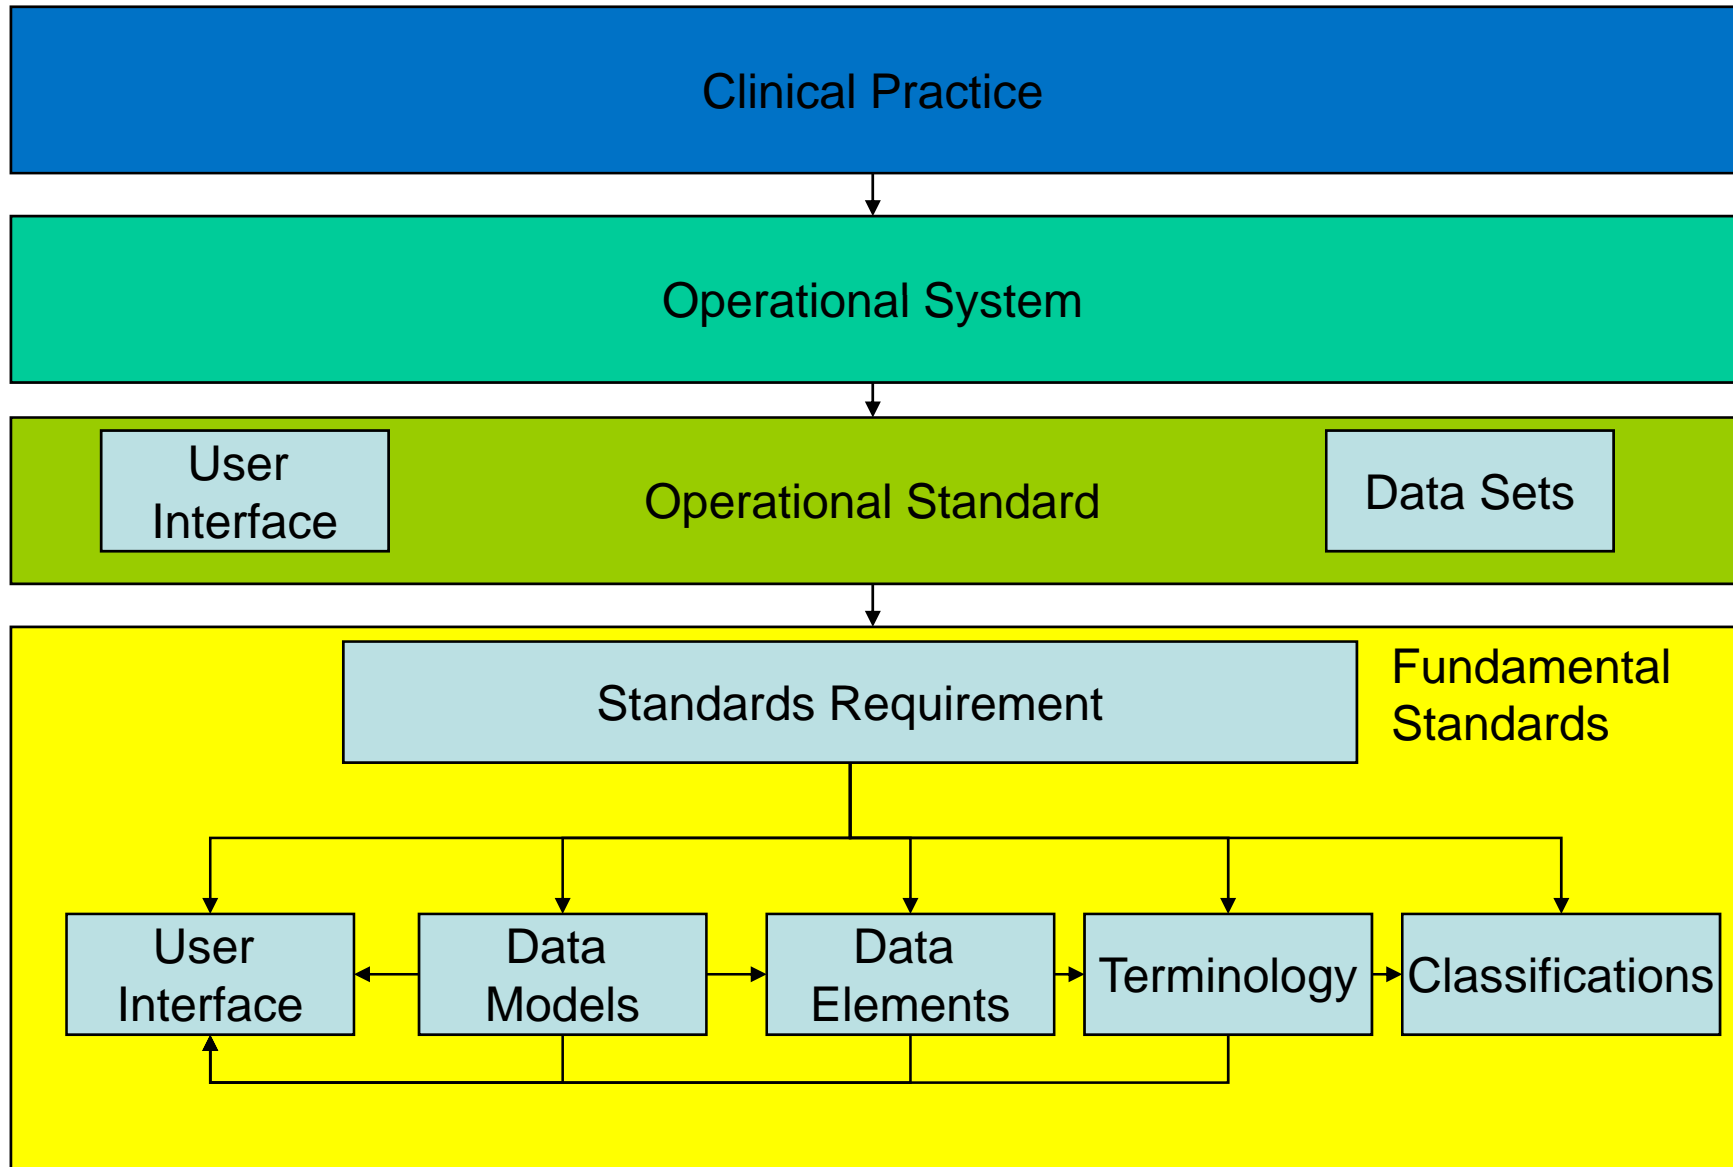 Clinical Practice
Operational System
User
Interface
Operational Standard
Data Sets
Standards Requirement
Fundamental
Standards
User
Interface
Data
Models
Data
Elements
Terminology
Classifications